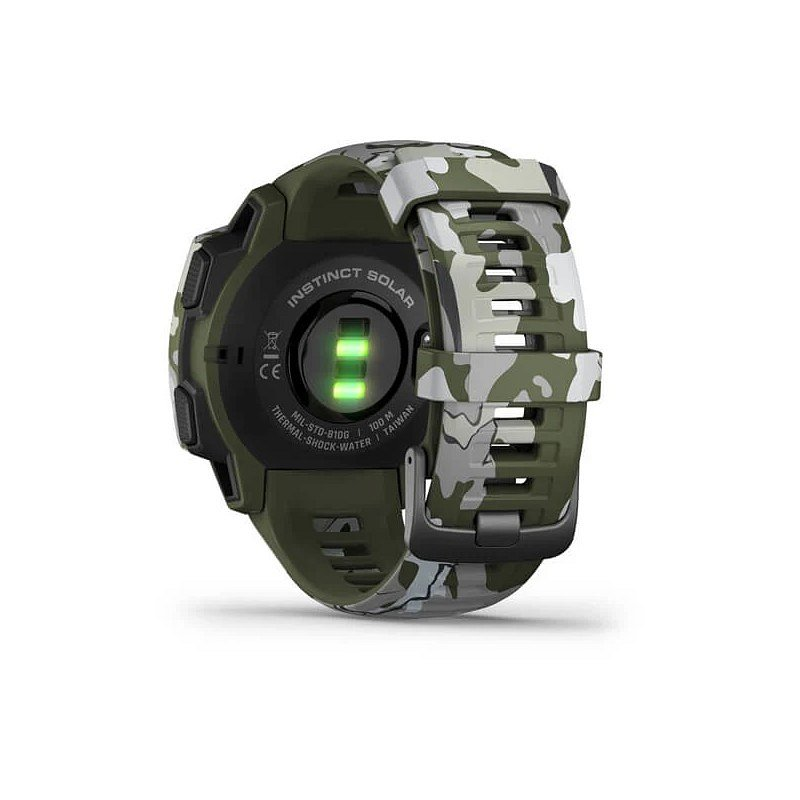 INSTINCT SOLAR
CE
MIL-STD-810G / 100 M
THERMAL-SHOCK-WATER / TAIWAN